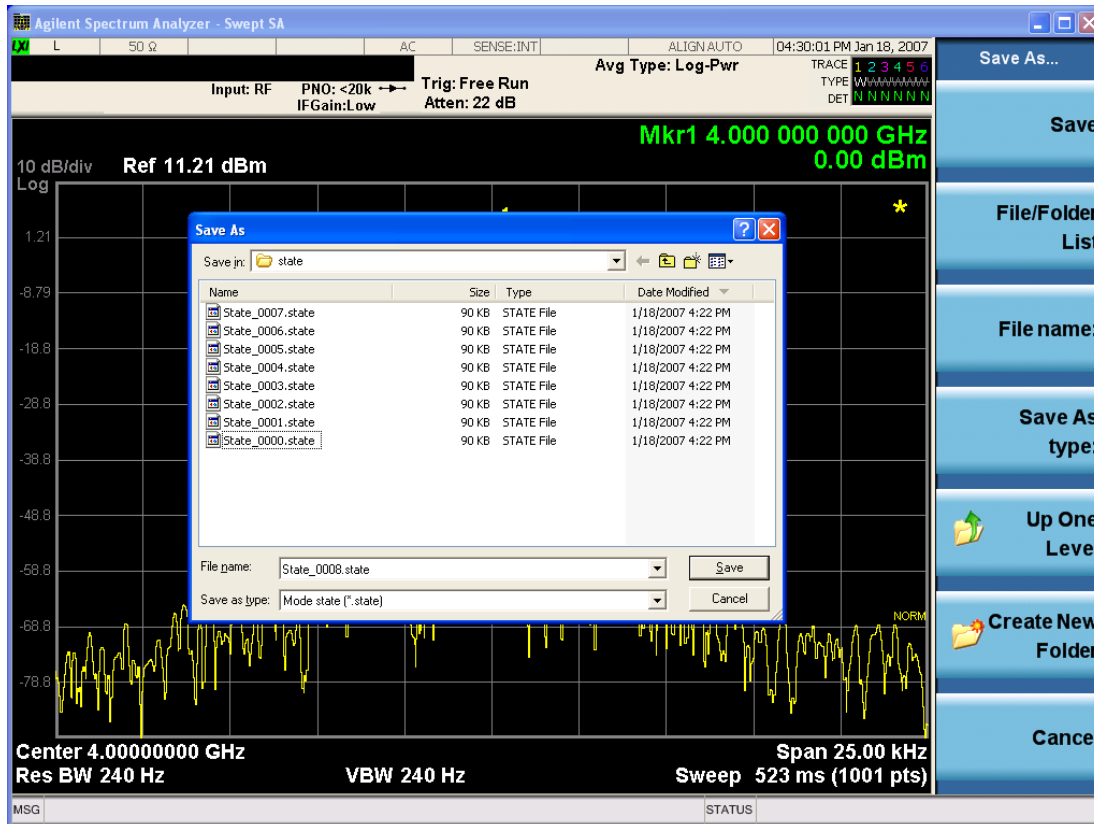 Agilent Spectrum Analyzer - Swept SA
LXI L 50 Ω AC SENSE:INT ALIGN AUTO 04:30:01 PM Jan 18, 2007
Input: RF PNO: <20k Trig: Free Run Avg Type: Log-Pwr TRACE 1 2 3 4 5 6
IFGain:Low Atten: 22 dB TYPE WWWWWW
DET N N N N N N
Mkr1 4.000 000 000 GHz
0.00 dBm
10 dB/div Ref 11.21 dBm
Log
1.21
-8.79
-18.8
-28.8
-38.8
-48.8
-58.8
-68.8
-78.8
NORM
Save As
Save in: state
Name Size Type Date Modified
State_0007.state 90 KB STATE File 1/18/2007 4:22 PM
State_0006.state 90 KB STATE File 1/18/2007 4:22 PM
State_0005.state 90 KB STATE File 1/18/2007 4:22 PM
State_0004.state 90 KB STATE File 1/18/2007 4:22 PM
State_0003.state 90 KB STATE File 1/18/2007 4:22 PM
State_0002.state 90 KB STATE File 1/18/2007 4:22 PM
State_0001.state 90 KB STATE File 1/18/2007 4:22 PM
State_0000.state 90 KB STATE File 1/18/2007 4:22 PM
File name: State_0008.state Save
Save as type: Mode state (*.state) Cancel
Center 4.00000000 GHz Span 25.00 kHz
Res BW 240 Hz VBW 240 Hz Sweep 523 ms (1001 pts)
MSG STATUS
Save As...
Save
File/Folder
List
File name:
Save As
type:
Up One
Leve
Create New
Folder
Cance